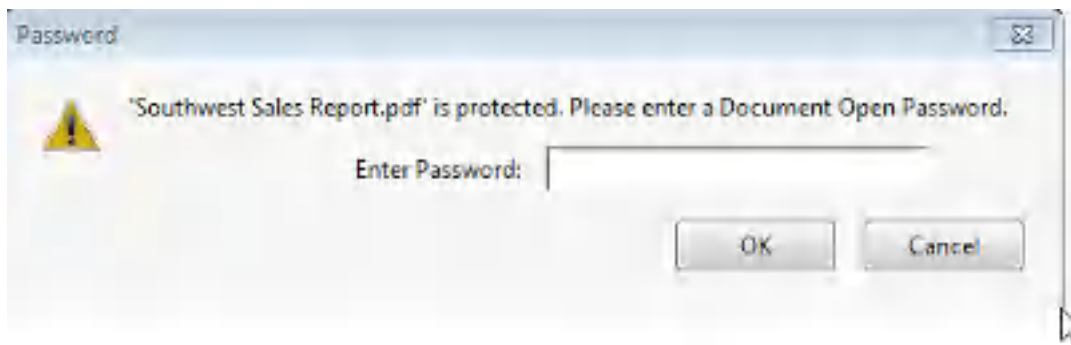 Password
'Southwest Sales Report.pdf' is protected. Please enter a Document Open Password.
Enter Password:
OK
Cancel